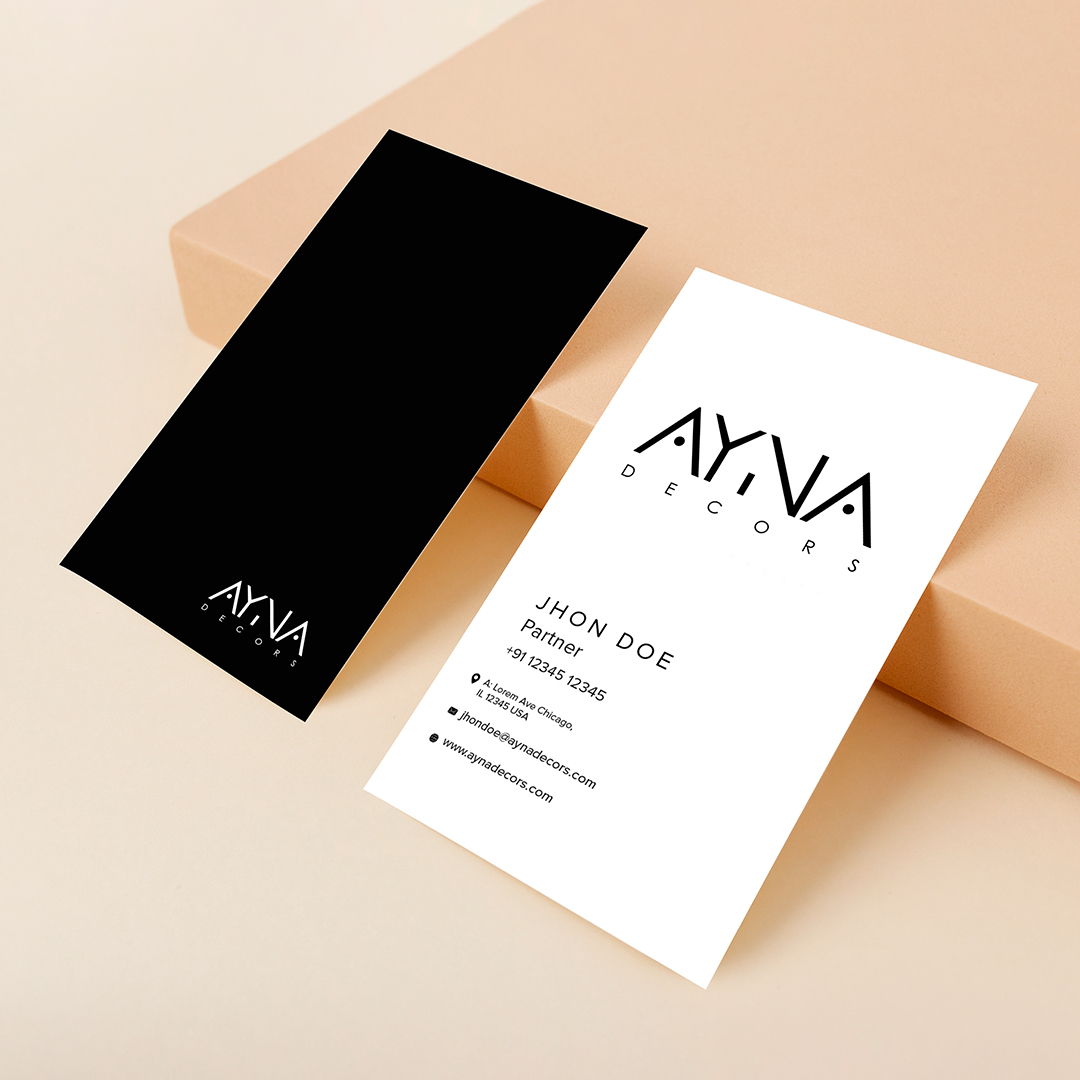 AYNA
DECORS
AYNA
DECORS
JHON DOE
Partner
+91 12345 12345
A: Lorem Ave Chicago,
IL 12345 USA
jhondoe@aynadecors.com
www.aynadecors.com